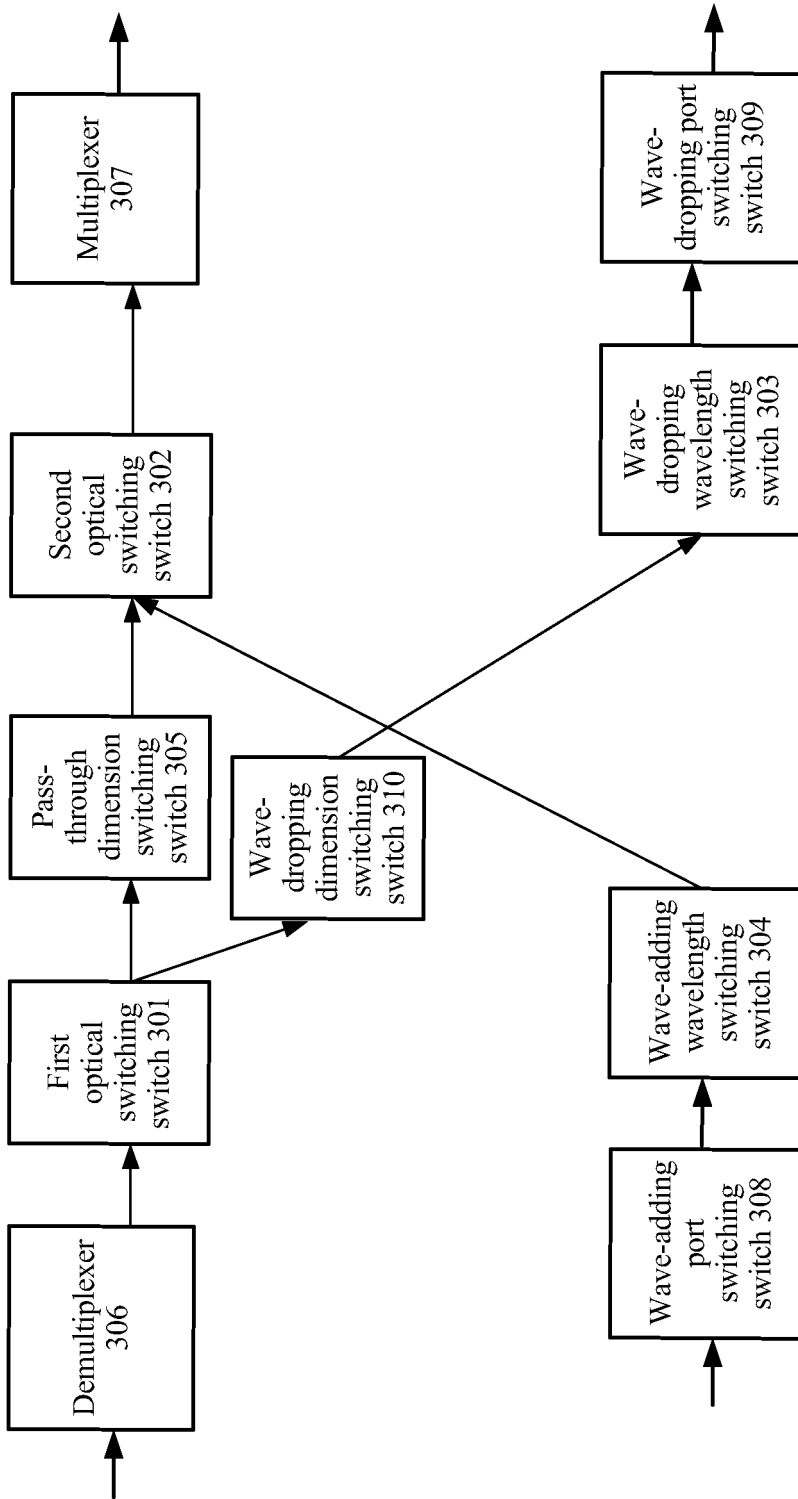 Demultiplexer
306
First
optical
switching
switch 301
Pass-
through
dimension
switching
switch 305
Second
optical
switching
switch 302
Multiplexer
307
Wave-
dropping
dimension
switching
switch 310
Wave-adding
port
switching
switch 308
Wave-adding
wavelength
switching
switch 304
Wave-
dropping
wavelength
switching
switch 303
Wave-
dropping port
switching
switch 309